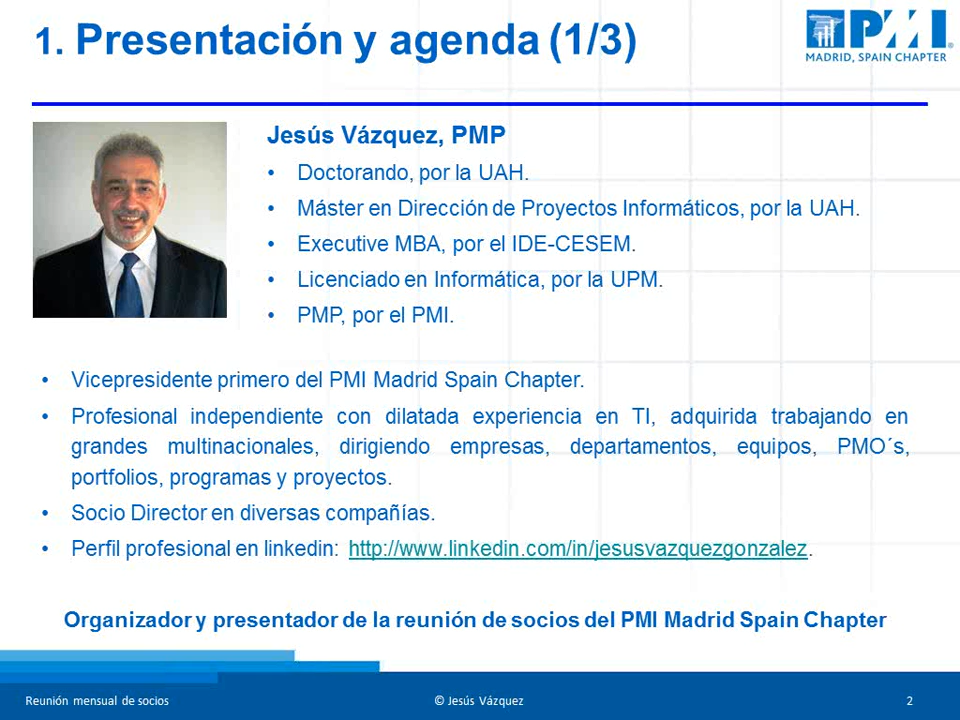 1. Presentación y agenda (1/3)
PMI
MADRID, SPAIN CHAPTER
Jesús Vázquez, PMP
• Doctorando, por la UAH.
• Máster en Dirección de Proyectos Informáticos, por la UAH.
• Executive MBA, por el IDE-CESEM.
• Licenciado en Informática, por la UPM.
• PMP, por el PMI.
• Vicepresidente primero del PMI Madrid Spain Chapter.
• Profesional independiente con dilatada experiencia en TI, adquirida trabajando en
grandes multinacionales, dirigiendo empresas, departamentos, equipos, PMO´s,
portfolios, programas y proyectos.
• Socio Director en diversas compañías.
• Perfil profesional en linkedin: http://www.linkedin.com/in/jesusvazquezgonzalez.
Organizador y presentador de la reunión de socios del PMI Madrid Spain Chapter
Reunión mensual de socios
© Jesús Vázquez
2